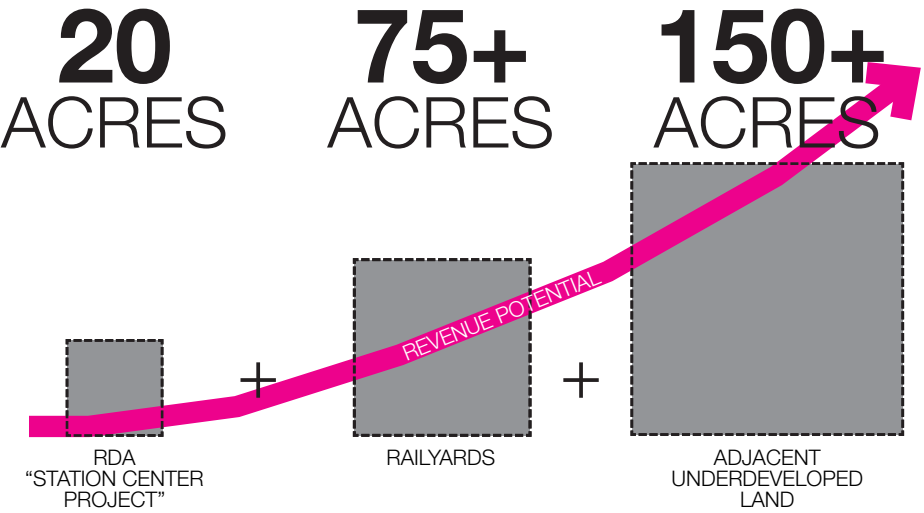 20
ACRES
75+
ACRES
150+
ACRES
REVENUE POTENTIAL
+
+
RDA
“STATION CENTER
PROJECT”
RAILYARDS
ADJACENT
UNDERDEVELOPED
LAND